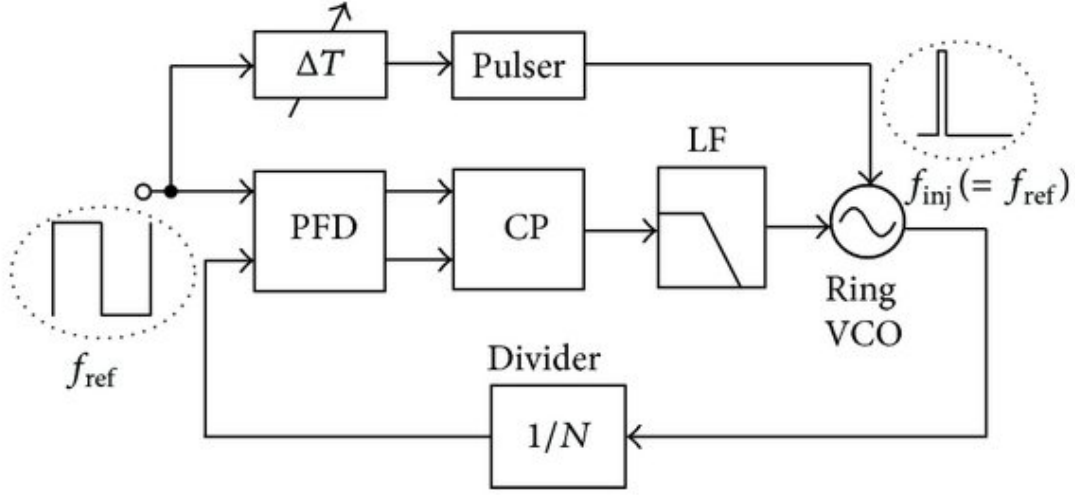 ΔT
Pulser
LF
f_inj (= f_ref)
PFD
CP
Ring
VCO
f_ref
Divider
1/N